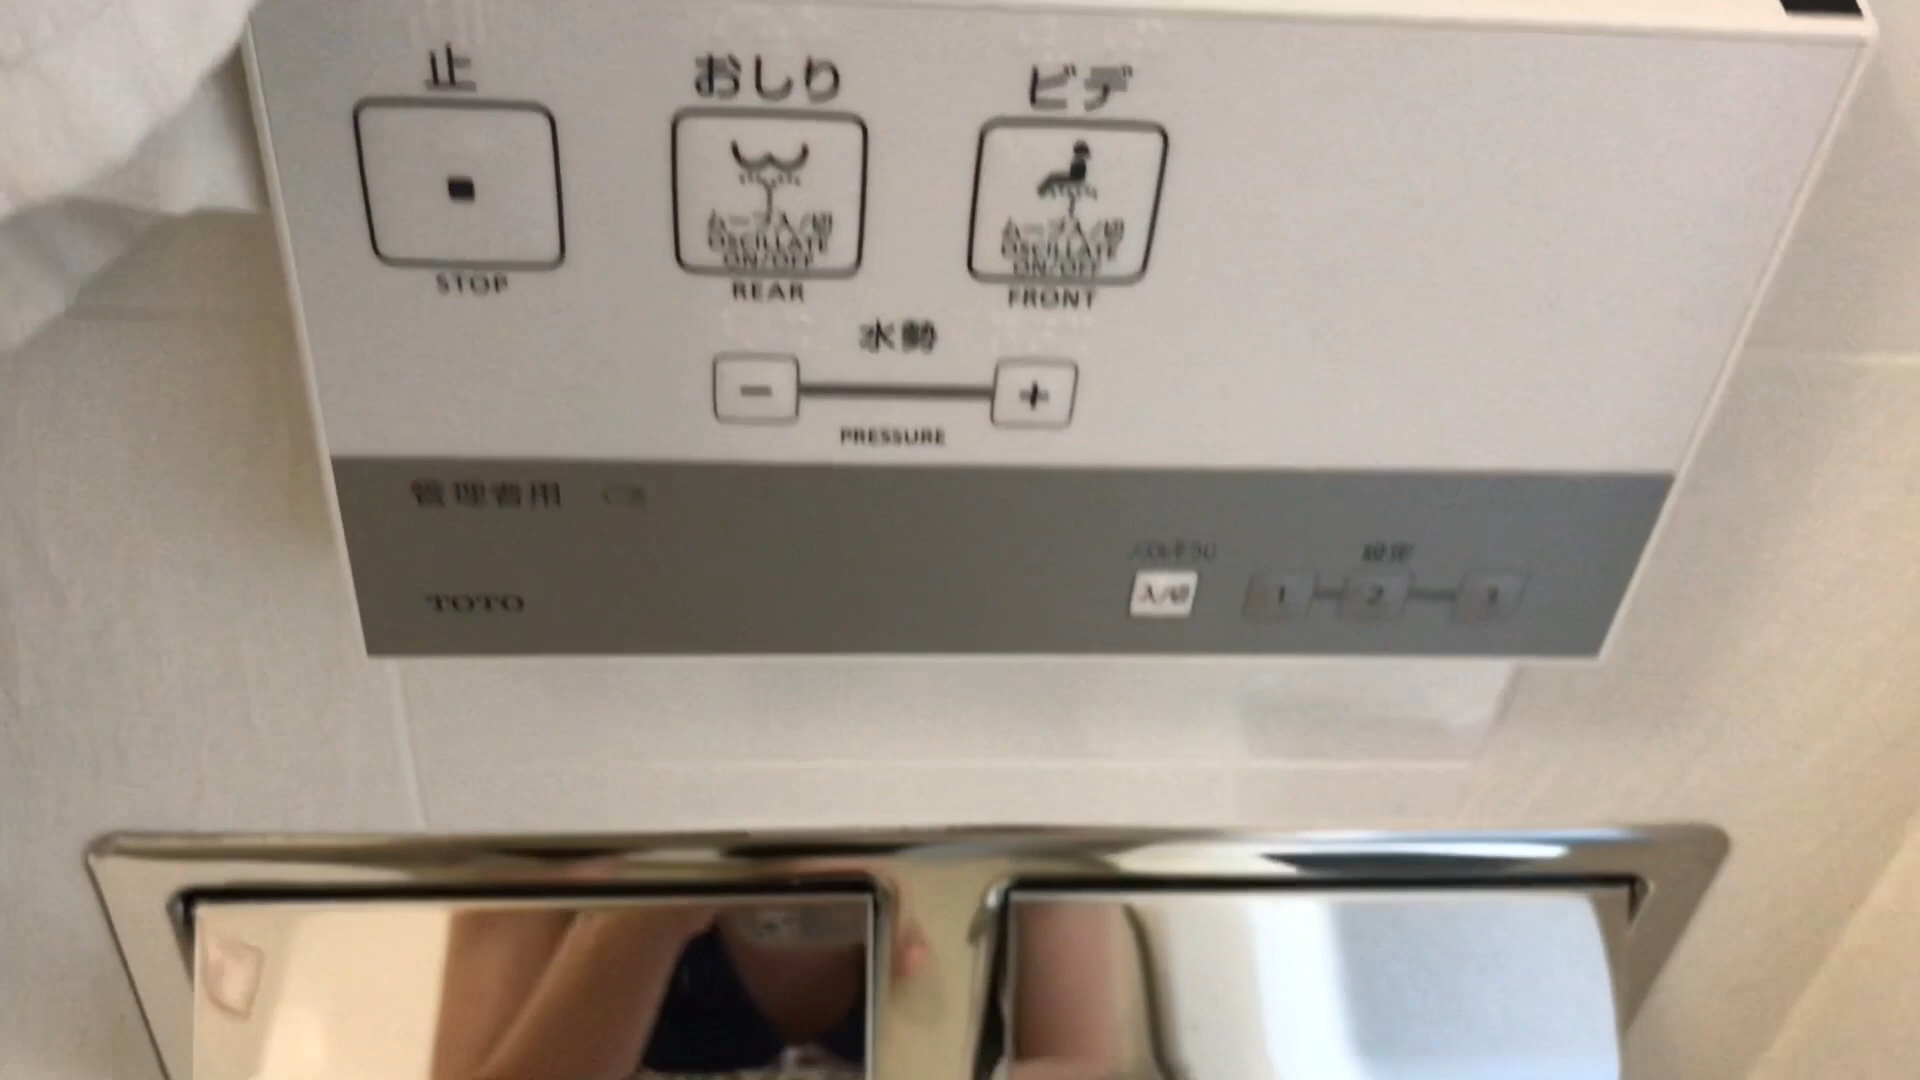 止 おしり ビデ
ムーブ入/切 ムーブ入/切
OSCILLATE OSCILLATE
ON/OFF ON/OFF
STOP REAR FRONT
水勢
− +
PRESSURE
管理者用
設定
入/切 1 2 3
TOTO